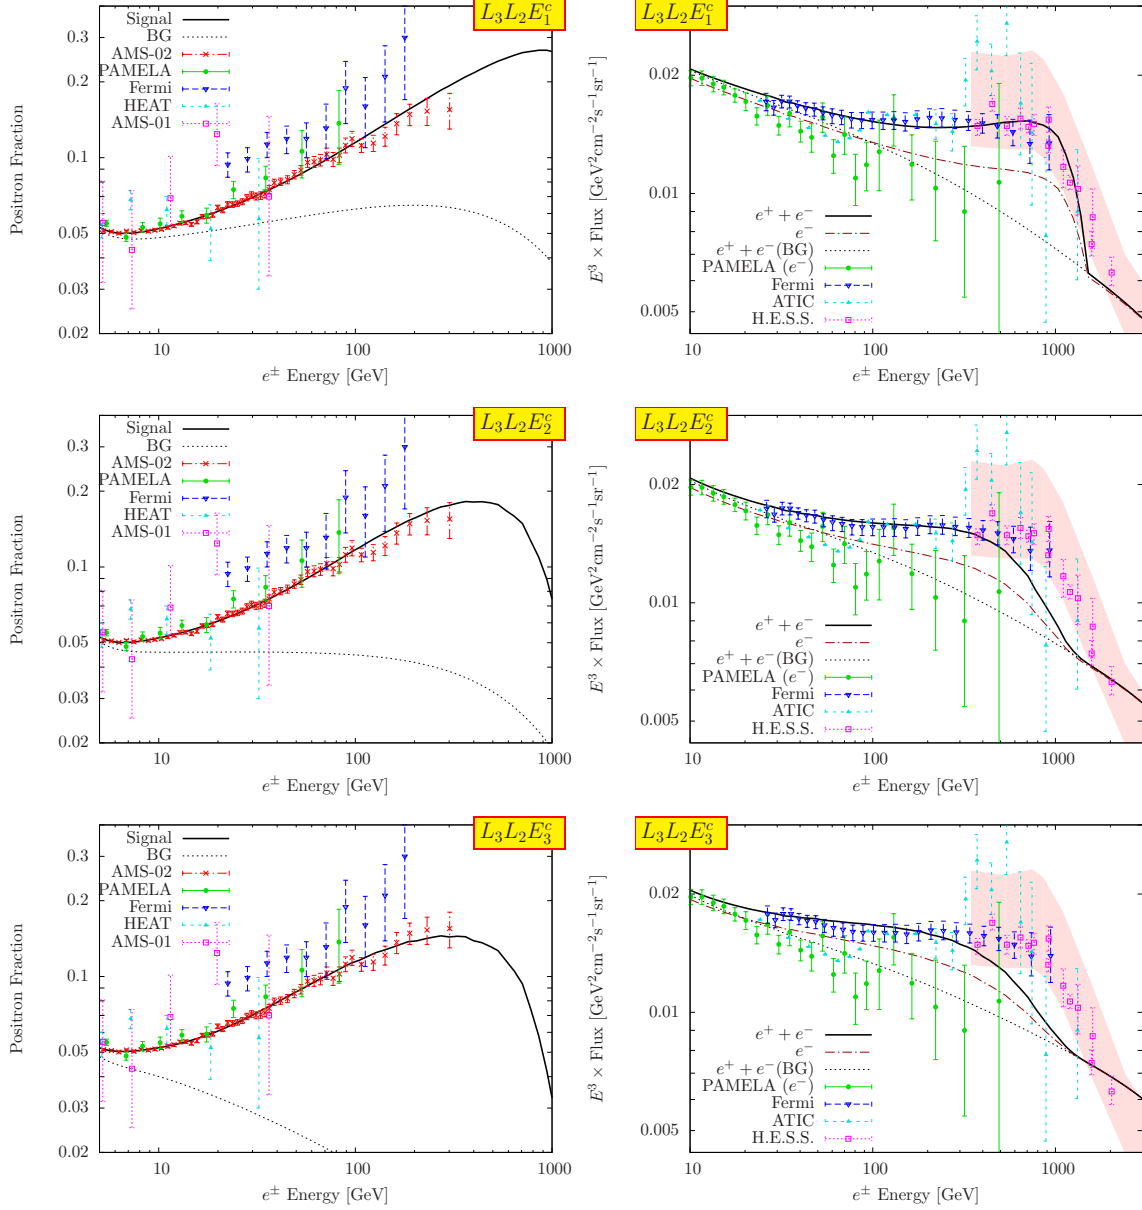 L₃L₂E₁ᶜ
Signal
BG
AMS-02
PAMELA
Fermi
HEAT
AMS-01
0.3
0.2
0.1
0.05
0.03
0.02
10
100
1000
Positron Fraction
e± Energy [GeV]
L₃L₂E₁ᶜ
0.02
0.01
0.005
10
100
1000
E³ × Flux [GeV²cm⁻²s⁻¹sr⁻¹]
e⁺ + e⁻
e⁻
e⁺ + e⁻(BG)
PAMELA (e⁻)
Fermi
ATIC
H.E.S.S.
e± Energy [GeV]
L₃L₂E₂ᶜ
Signal
BG
AMS-02
PAMELA
Fermi
HEAT
AMS-01
0.3
0.2
0.1
0.05
0.03
0.02
10
100
1000
Positron Fraction
e± Energy [GeV]
L₃L₂E₂ᶜ
0.02
0.01
0.005
10
100
1000
E³ × Flux [GeV²cm⁻²s⁻¹sr⁻¹]
e⁺ + e⁻
e⁻
e⁺ + e⁻(BG)
PAMELA (e⁻)
Fermi
ATIC
H.E.S.S.
e± Energy [GeV]
L₃L₂E₃ᶜ
Signal
BG
AMS-02
PAMELA
Fermi
HEAT
AMS-01
0.3
0.2
0.1
0.05
0.03
0.02
10
100
1000
Positron Fraction
e± Energy [GeV]
L₃L₂E₃ᶜ
0.02
0.01
0.005
10
100
1000
E³ × Flux [GeV²cm⁻²s⁻¹sr⁻¹]
e⁺ + e⁻
e⁻
e⁺ + e⁻(BG)
PAMELA (e⁻)
Fermi
ATIC
H.E.S.S.
e± Energy [GeV]